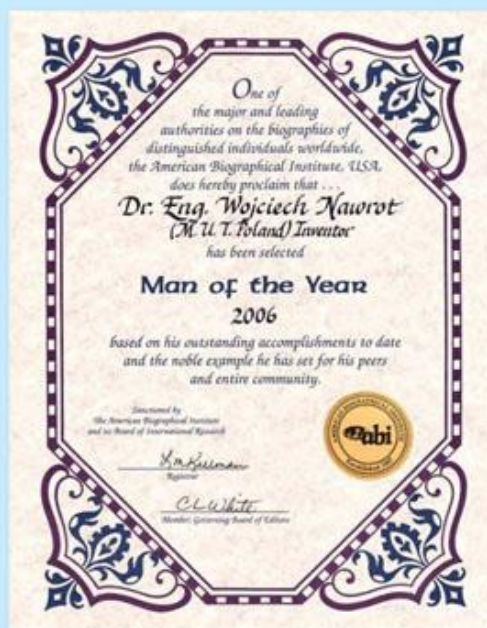 One of
the major and leading
authorities on the biographies of
distinguished individuals worldwide,
the American Biographical Institute, USA,
does hereby proclaim that . . .
Dr. Eng. Wojciech Nawrot
(M. U. T. Poland) Inventor
has been selected
Man of the Year
2006
based on his outstanding accomplishments to date
and the noble example he has set for his peers
and entire community.
Sanctioned by
The American Biographical Institute
and its Board of International Research
Registrar
C L White
Member, Governing Board of Editors
abi